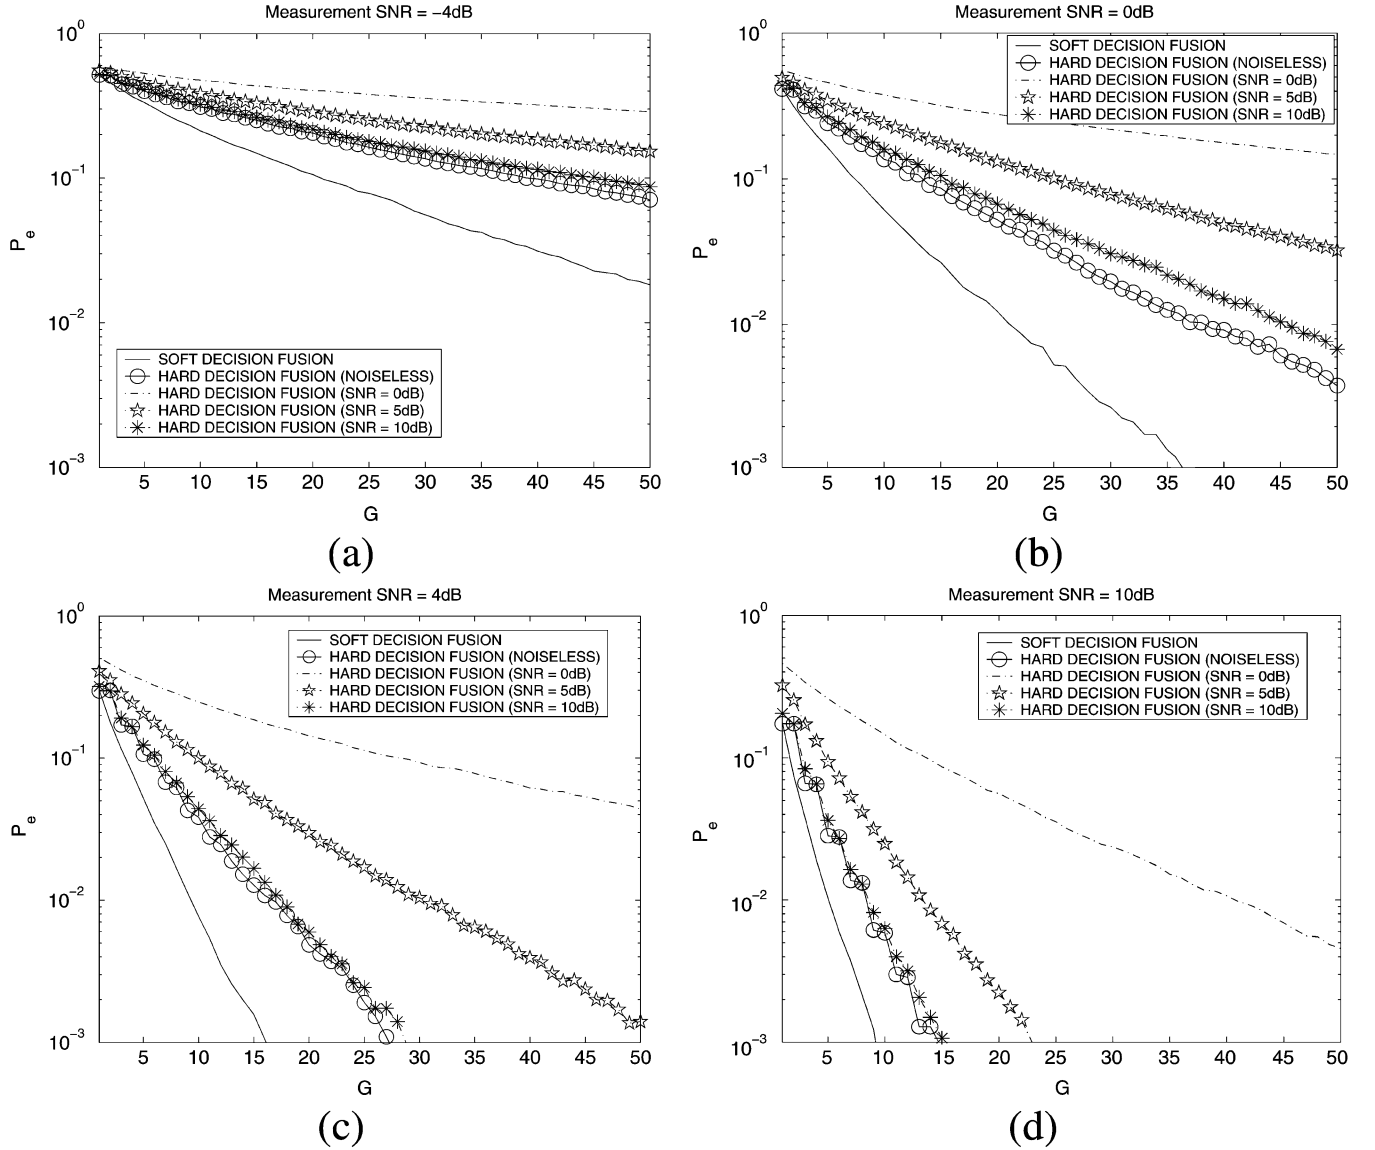 Measurement SNR = −4dB
10^0
10^−1
10^−2
10^−3
P_e
SOFT DECISION FUSION
HARD DECISION FUSION (NOISELESS)
HARD DECISION FUSION (SNR = 0dB)
HARD DECISION FUSION (SNR = 5dB)
HARD DECISION FUSION (SNR = 10dB)
5 10 15 20 25 30 35 40 45 50
G
(a)
Measurement SNR = 0dB
10^0
10^−1
10^−2
10^−3
P_e
SOFT DECISION FUSION
HARD DECISION FUSION (NOISELESS)
HARD DECISION FUSION (SNR = 0dB)
HARD DECISION FUSION (SNR = 5dB)
HARD DECISION FUSION (SNR = 10dB)
5 10 15 20 25 30 35 40 45 50
G
(b)
Measurement SNR = 4dB
10^0
10^−1
10^−2
10^−3
P_e
SOFT DECISION FUSION
HARD DECISION FUSION (NOISELESS)
HARD DECISION FUSION (SNR = 0dB)
HARD DECISION FUSION (SNR = 5dB)
HARD DECISION FUSION (SNR = 10dB)
5 10 15 20 25 30 35 40 45 50
G
(c)
Measurement SNR = 10dB
10^0
10^−1
10^−2
10^−3
P_e
SOFT DECISION FUSION
HARD DECISION FUSION (NOISELESS)
HARD DECISION FUSION (SNR = 0dB)
HARD DECISION FUSION (SNR = 5dB)
HARD DECISION FUSION (SNR = 10dB)
5 10 15 20 25 30 35 40 45 50
G
(d)